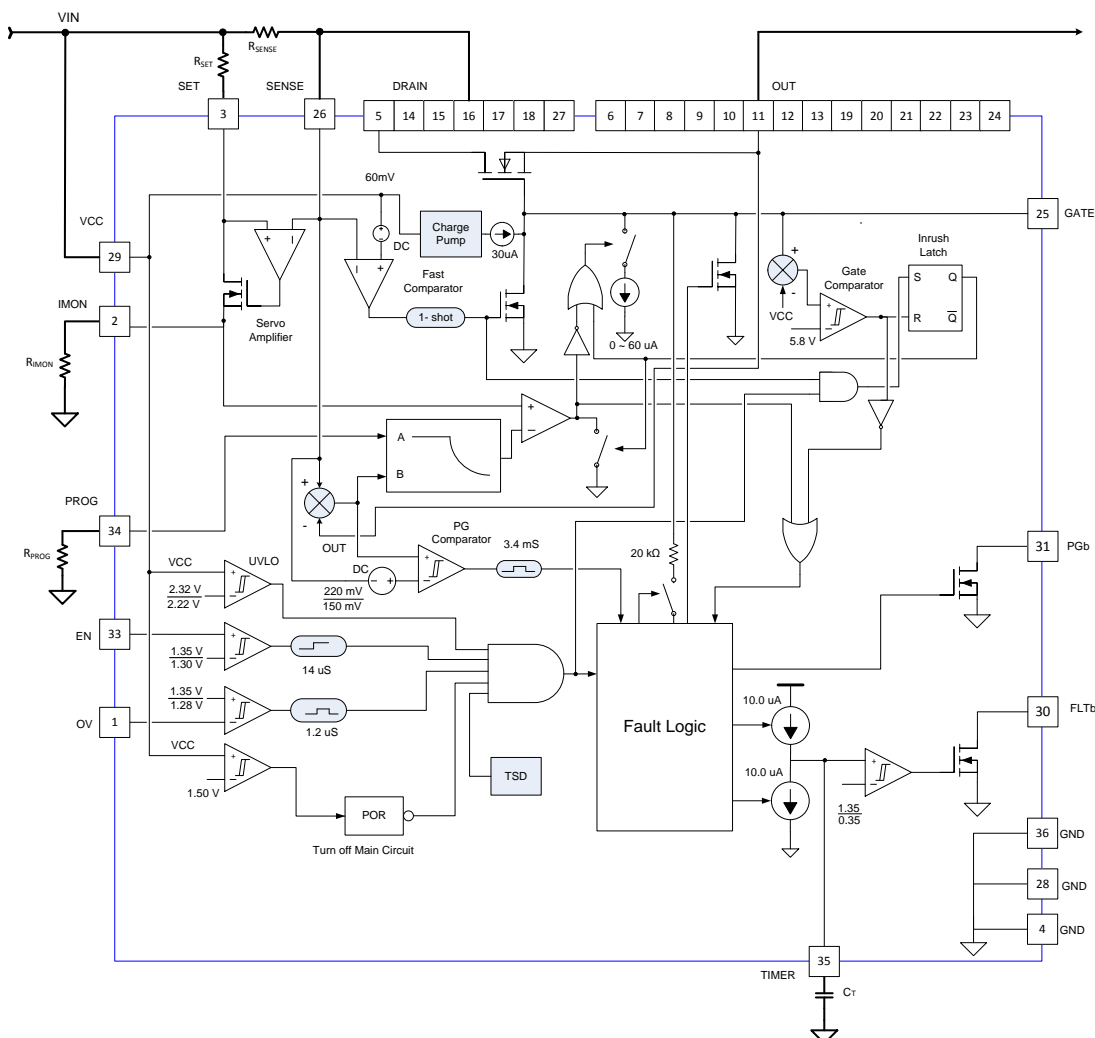 VIN
RSENSE
RSET
SET
SENSE
DRAIN
OUT
3
26
5 14 15 16 17 18 27
6 7 8 9 10 11 12 13 19 20 21 22 23 24
60mV
VCC
29
DC
Charge
Pump
30uA
25
GATE
Inrush
Latch
Gate
Comparator
S Q
R Q
VCC
5.8 V
Fast
Comparator
1- shot
IMON
2
Servo
Amplifier
RIMON
0 ~ 60 uA
A
B
PROG
34
RPROG
OUT
PG
Comparator
3.4 mS
DC
220 mV
150 mV
20 kΩ
31
PGb
VCC
UVLO
2.32 V
2.22 V
EN
33
1.35 V
1.30 V
14 uS
1.35 V
1.28 V
1.2 uS
OV
1
VCC
1.50 V
TSD
POR
Turn off Main Circuit
Fault Logic
10.0 uA
10.0 uA
1.35
0.35
30
FLTb
36
GND
28
GND
4
GND
35
TIMER
CT